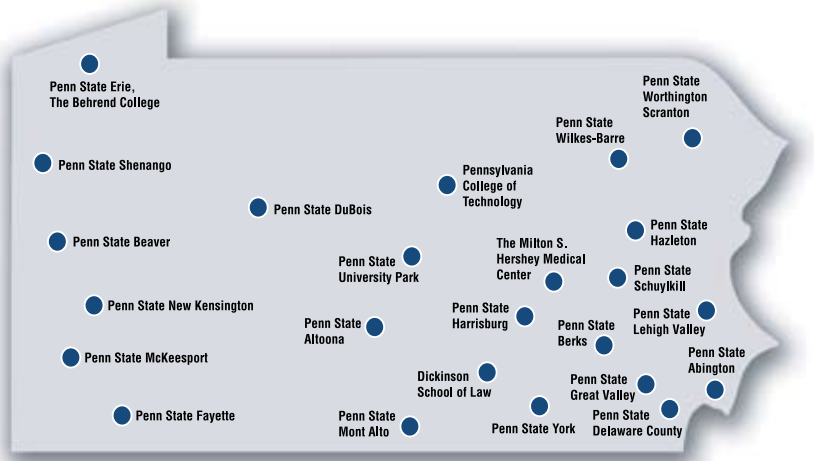 Penn State Erie,
The Behrend College
Penn State
Worthington
Scranton
Penn State
Wilkes-Barre
Penn State Shenango
Pennsylvania
College of
Technology
Penn State DuBois
Penn State
Hazleton
Penn State Beaver
The Milton S.
Hershey Medical
Center
Penn State
University Park
Penn State
Schuylkill
Penn State New Kensington
Penn State
Harrisburg
Penn State
Lehigh Valley
Penn State
Altoona
Penn State
Berks
Penn State McKeesport
Penn State
Abington
Dickinson
School of Law
Penn State
Great Valley
Penn State Fayette
Penn State
Mont Alto
Penn State York
Penn State
Delaware County